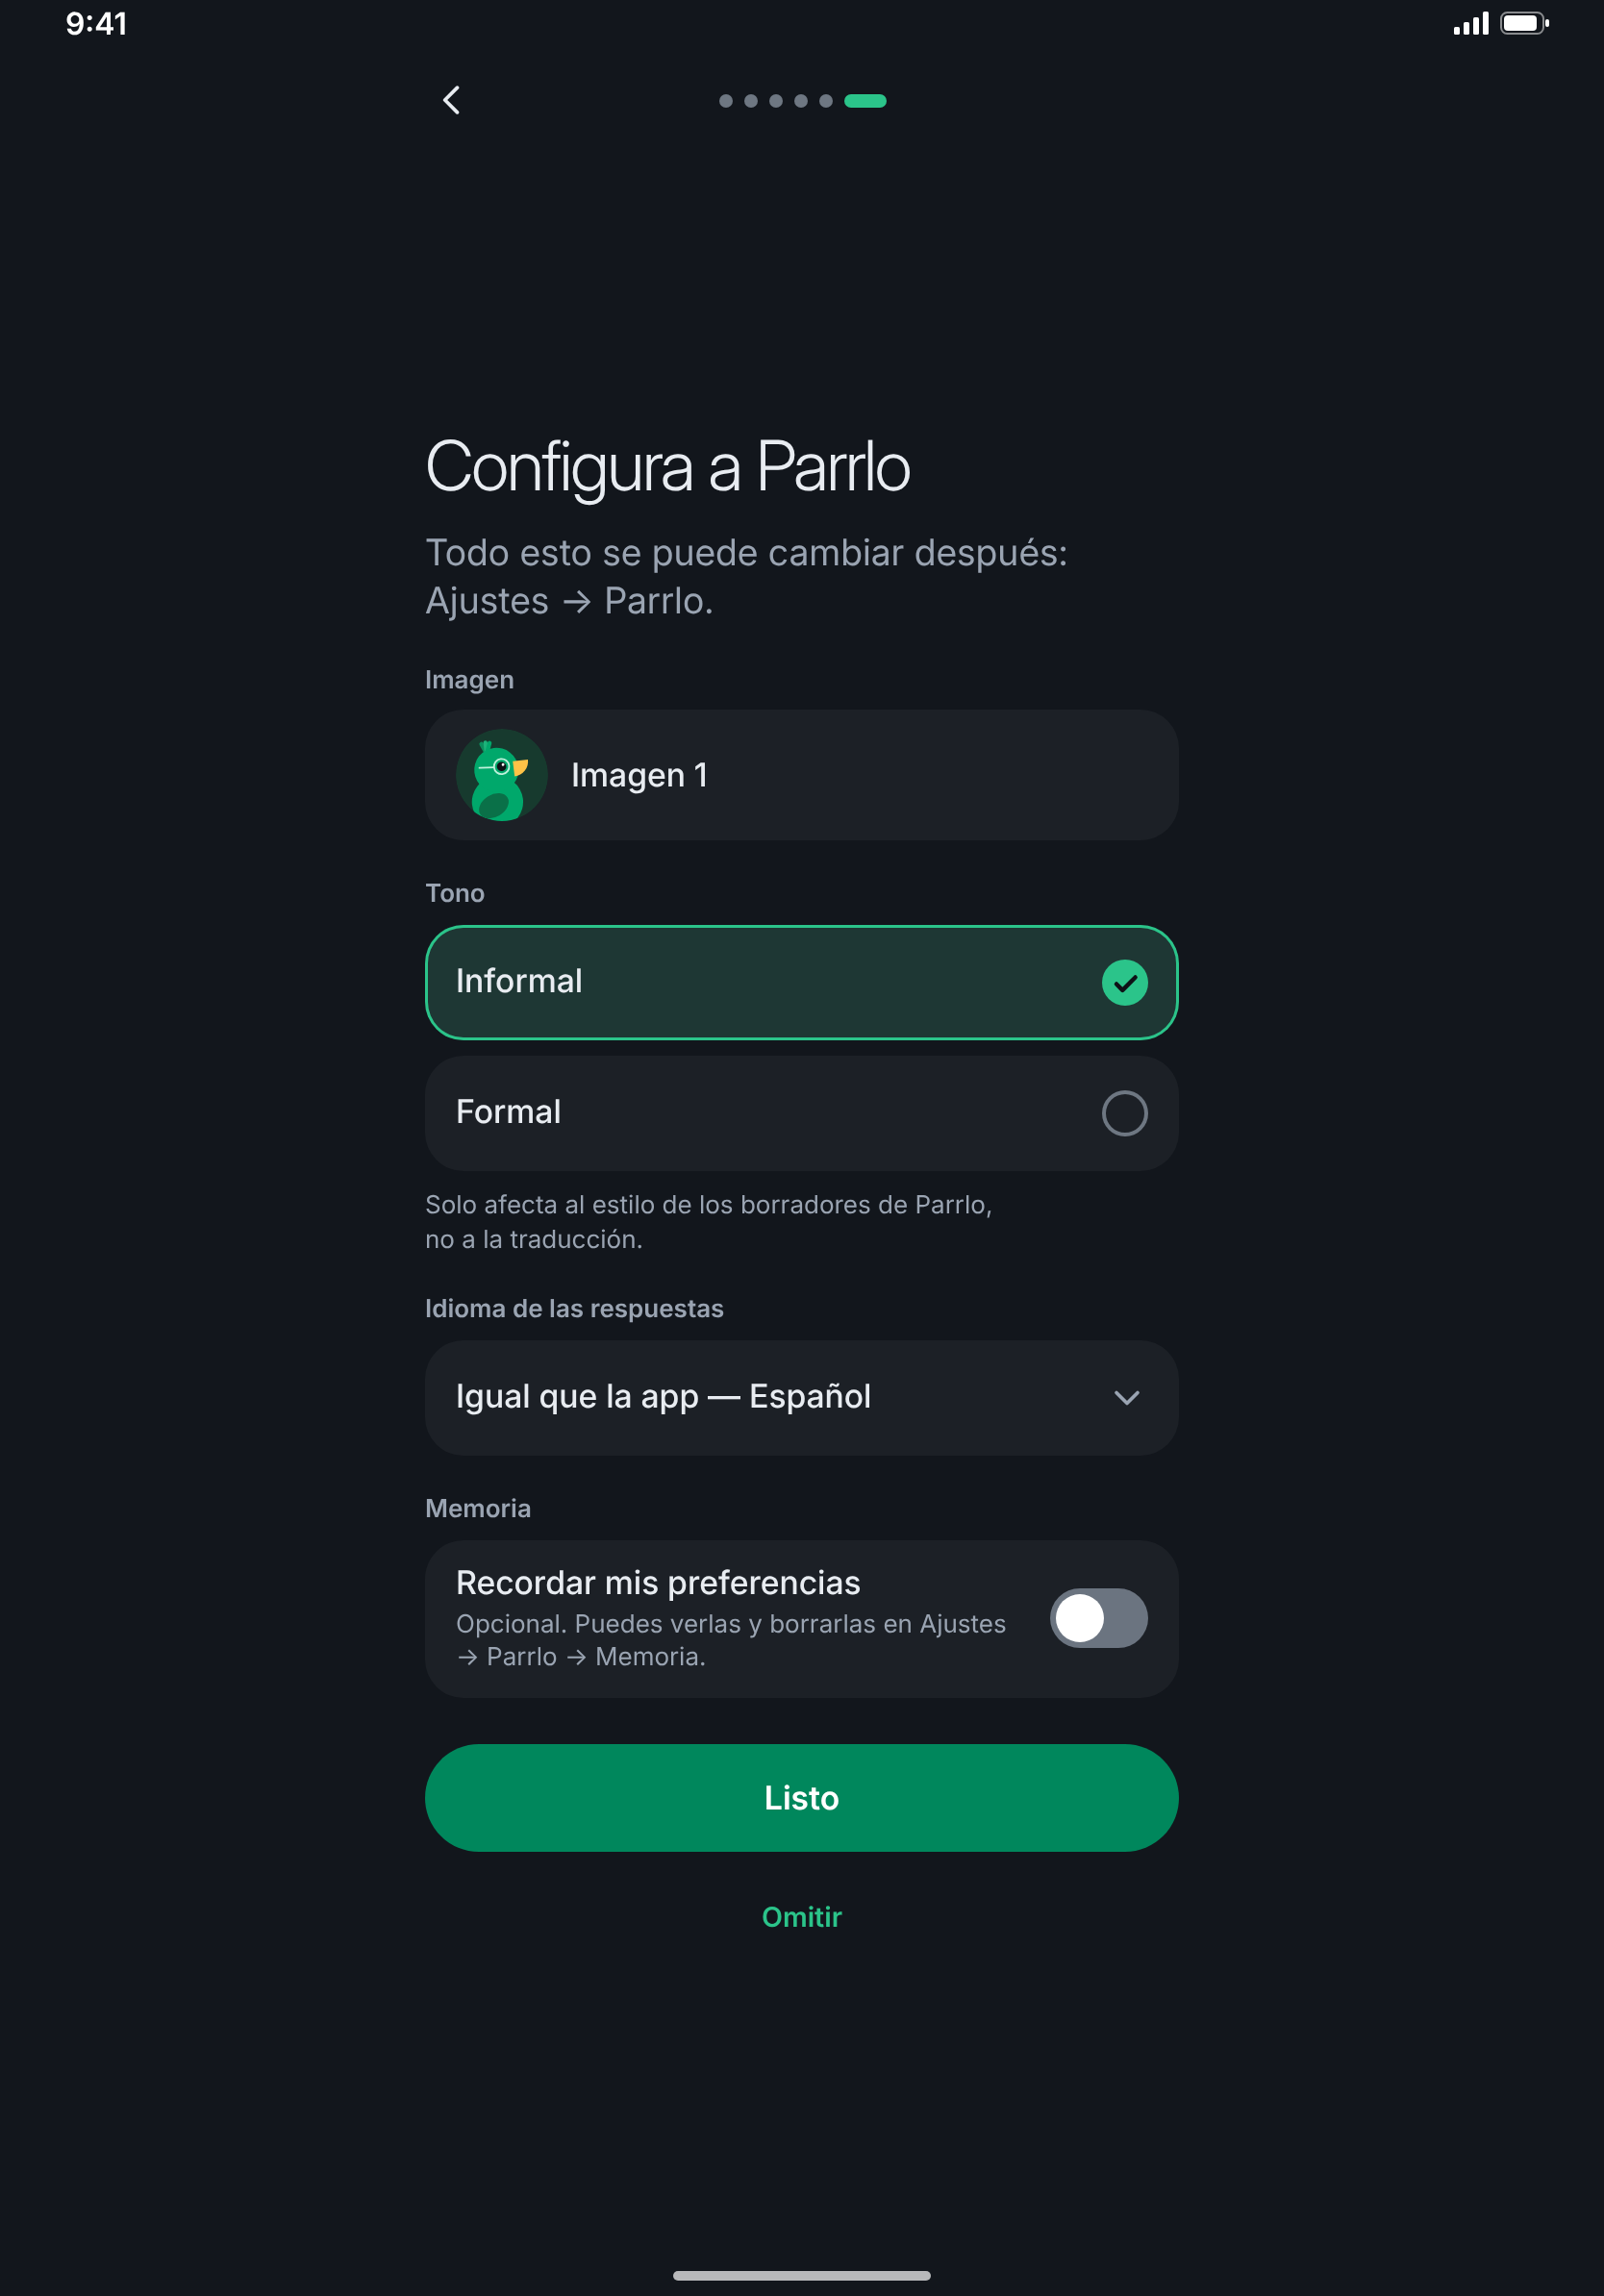 9:41
Configura a Parrlo
Todo esto se puede cambiar después:
Ajustes → Parrlo.
Imagen
Imagen 1
Tono
Informal
Formal
Solo afecta al estilo de los borradores de Parrlo,
no a la traducción.
Idioma de las respuestas
Igual que la app — Español
Memoria
Recordar mis preferencias
Opcional. Puedes verlas y borrarlas en Ajustes
→ Parrlo → Memoria.
Listo
Omitir